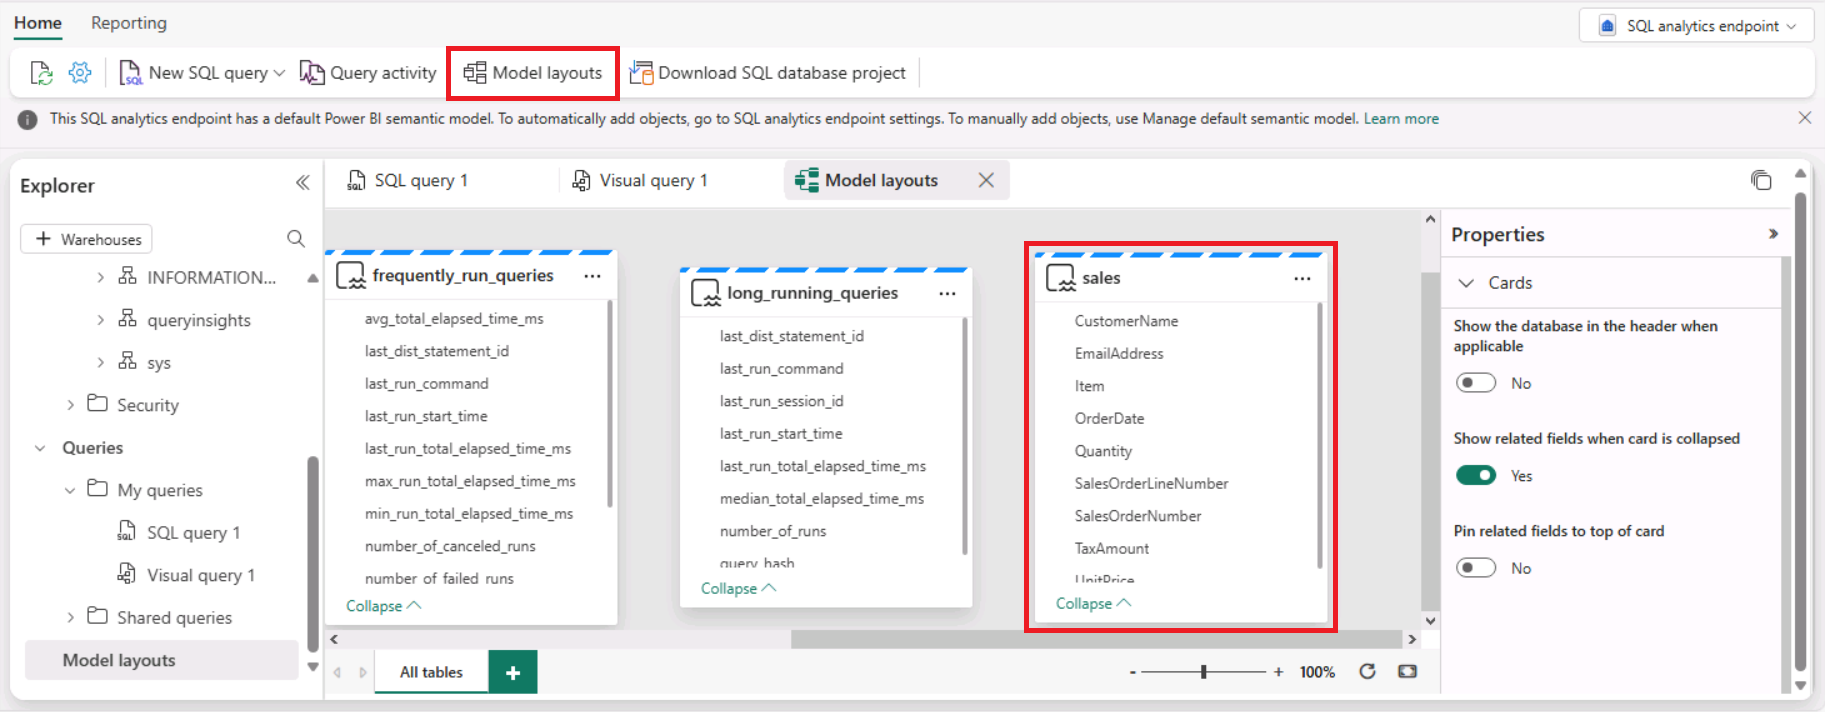 Home Reporting
SQL analytics endpoint
New SQL query Query activity Model layouts Download SQL database project
This SQL analytics endpoint has a default Power BI semantic model. To automatically add objects, go to SQL analytics endpoint settings. To manually add objects, use Manage default semantic model. Learn more
Explorer
+ Warehouses
INFORMATION...
queryinsights
sys
Security
Queries
My queries
SQL query 1
Visual query 1
Shared queries
Model layouts
SQL query 1 Visual query 1 Model layouts
frequently_run_queries ...
avg_total_elapsed_time_ms
last_dist_statement_id
last_run_command
last_run_start_time
last_run_total_elapsed_time_ms
max_run_total_elapsed_time_ms
min_run_total_elapsed_time_ms
number_of_canceled_runs
number_of_failed_runs
Collapse
long_running_queries ...
last_dist_statement_id
last_run_command
last_run_session_id
last_run_start_time
last_run_total_elapsed_time_ms
median_total_elapsed_time_ms
number_of_runs
query_hash
Collapse
sales ...
CustomerName
EmailAddress
Item
OrderDate
Quantity
SalesOrderLineNumber
SalesOrderNumber
TaxAmount
UnitPrice
Collapse
All tables +
- + 100%
Properties
Cards
Show the database in the header when
applicable
No
Show related fields when card is collapsed
Yes
Pin related fields to top of card
No